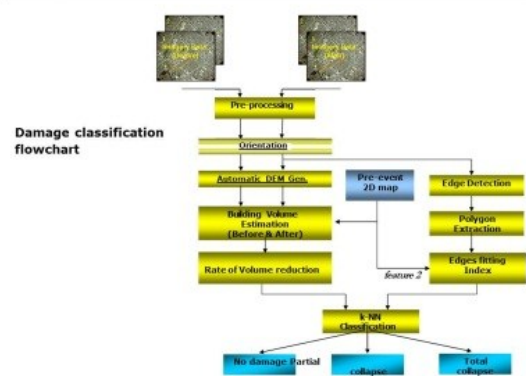 Damage classification
flowchart
Pre-processing
Orientation
Automatic DEM Gen.
Pre-event
2D map
Edge Detection
Building Volume
Estimation
(Before & After)
Polygon
Extraction
Rate of Volume reduction
feature 2
Edges fitting
Index
k-NN
Classification
No damage Partial
collapse
Total
collapse